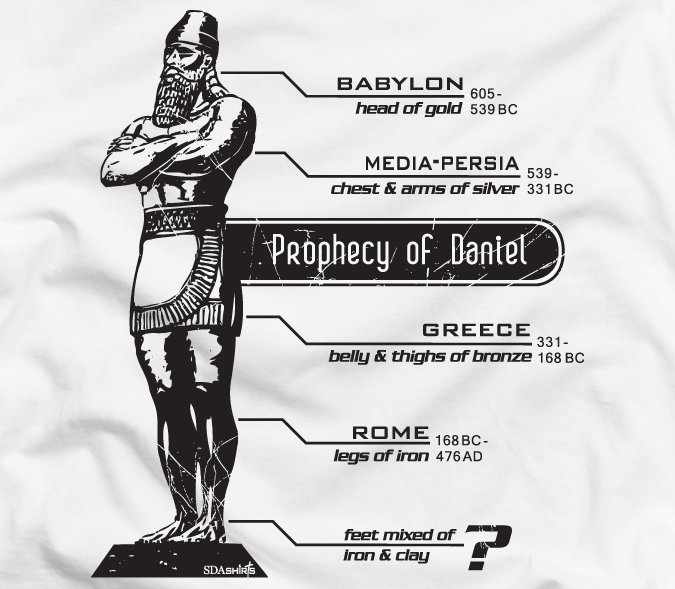 BABYLON 605-
head of gold 539 BC
MEDIA-PERSIA 539-
chest & arms of silver 331 BC
Prophecy of Daniel
GREECE 331-
belly & thighs of bronze 168 BC
ROME 168 BC-
legs of iron 476 AD
feet mixed of
iron & clay ?
SDASHIRTS